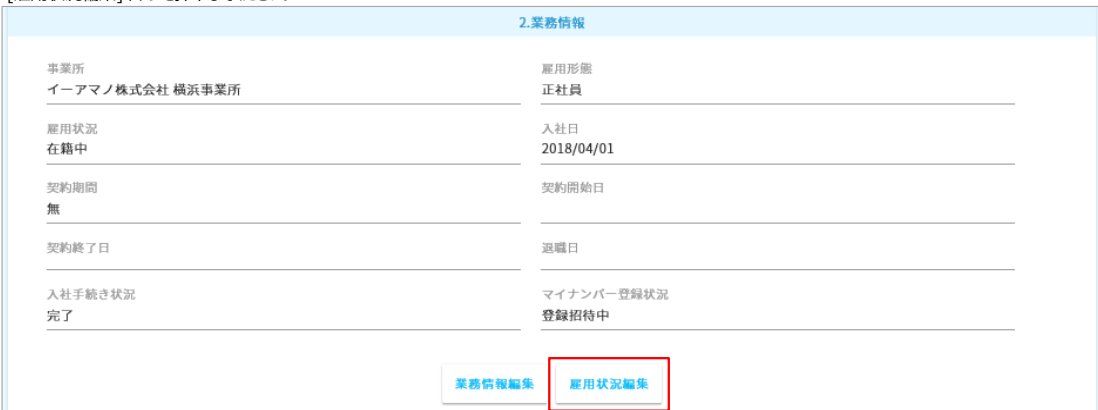 2.業務情報
事業所
雇用形態
イーアマノ株式会社 横浜事業所
正社員
雇用状況
入社日
在籍中
2018/04/01
契約期間
契約開始日
無
契約終了日
退職日
入社手続き状況
マイナンバー登録状況
完了
登録招待中
業務情報編集
雇用状況編集